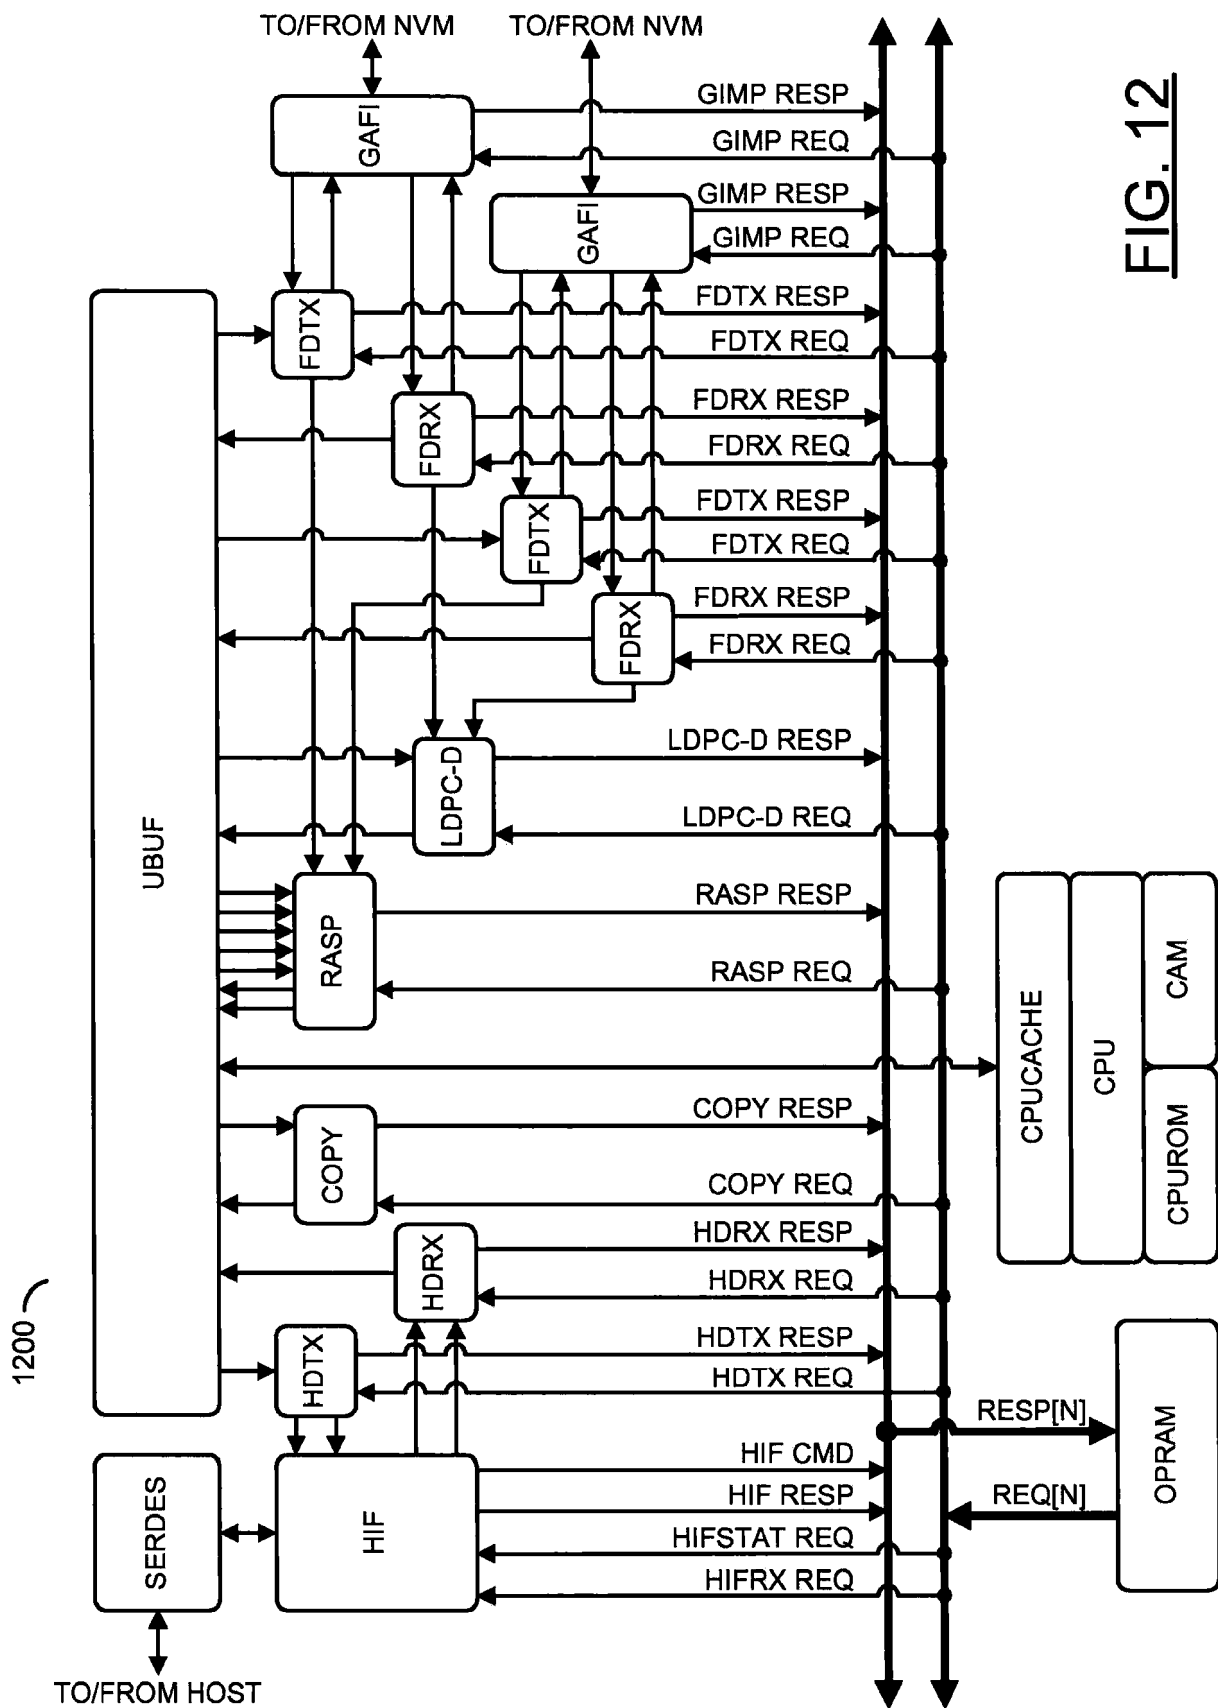 FIG. 12
1200
TO/FROM HOST
SERDES
HIF
HDTX
HDRX
COPY
UBUF
RASP
LDPC-D
FDRX
FDTX
FDRX
FDTX
GAFI
GAFI
TO/FROM NVM
TO/FROM NVM
HIFRX REQ
HIFSTAT REQ
HIF RESP
HIF CMD
HDTX REQ
HDTX RESP
HDRX REQ
HDRX RESP
COPY REQ
COPY RESP
RASP REQ
RASP RESP
LDPC-D REQ
LDPC-D RESP
FDRX REQ
FDRX RESP
FDTX REQ
FDTX RESP
FDRX REQ
FDRX RESP
FDTX REQ
FDTX RESP
GIMP REQ
GIMP RESP
GIMP REQ
GIMP RESP
REQ[N]
RESP[N]
OPRAM
CPUCACHE
CPU
CPUROM
CAM